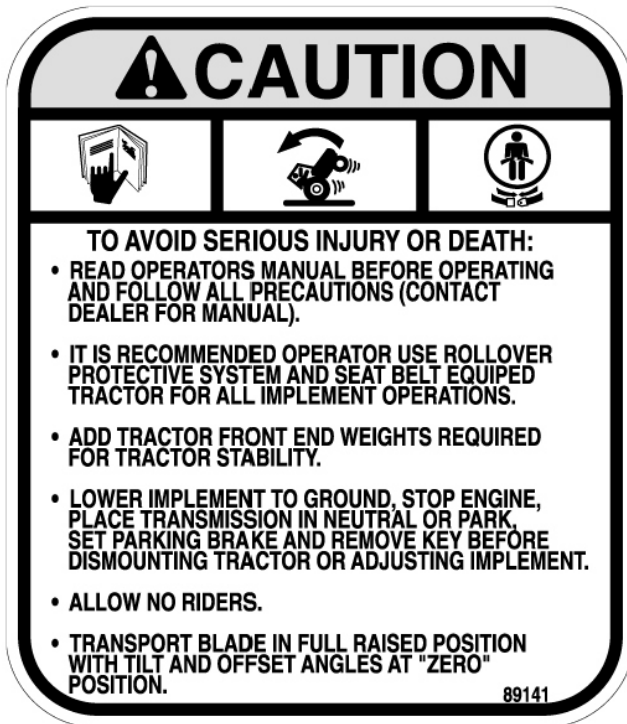 CAUTION
TO AVOID SERIOUS INJURY OR DEATH:
• READ OPERATORS MANUAL BEFORE OPERATING
AND FOLLOW ALL PRECAUTIONS (CONTACT
DEALER FOR MANUAL).
• IT IS RECOMMENDED OPERATOR USE ROLLOVER
PROTECTIVE SYSTEM AND SEAT BELT EQUIPED
TRACTOR FOR ALL IMPLEMENT OPERATIONS.
• ADD TRACTOR FRONT END WEIGHTS REQUIRED
FOR TRACTOR STABILITY.
• LOWER IMPLEMENT TO GROUND, STOP ENGINE,
PLACE TRANSMISSION IN NEUTRAL OR PARK,
SET PARKING BRAKE AND REMOVE KEY BEFORE
DISMOUNTING TRACTOR OR ADJUSTING IMPLEMENT.
• ALLOW NO RIDERS.
• TRANSPORT BLADE IN FULL RAISED POSITION
WITH TILT AND OFFSET ANGLES AT "ZERO"
POSITION.
89141